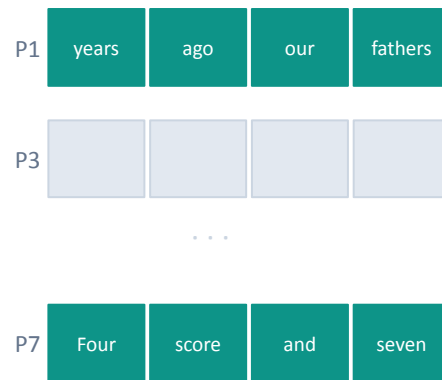 P1 years ago our fathers
P3
. . .
P7 Four score and seven